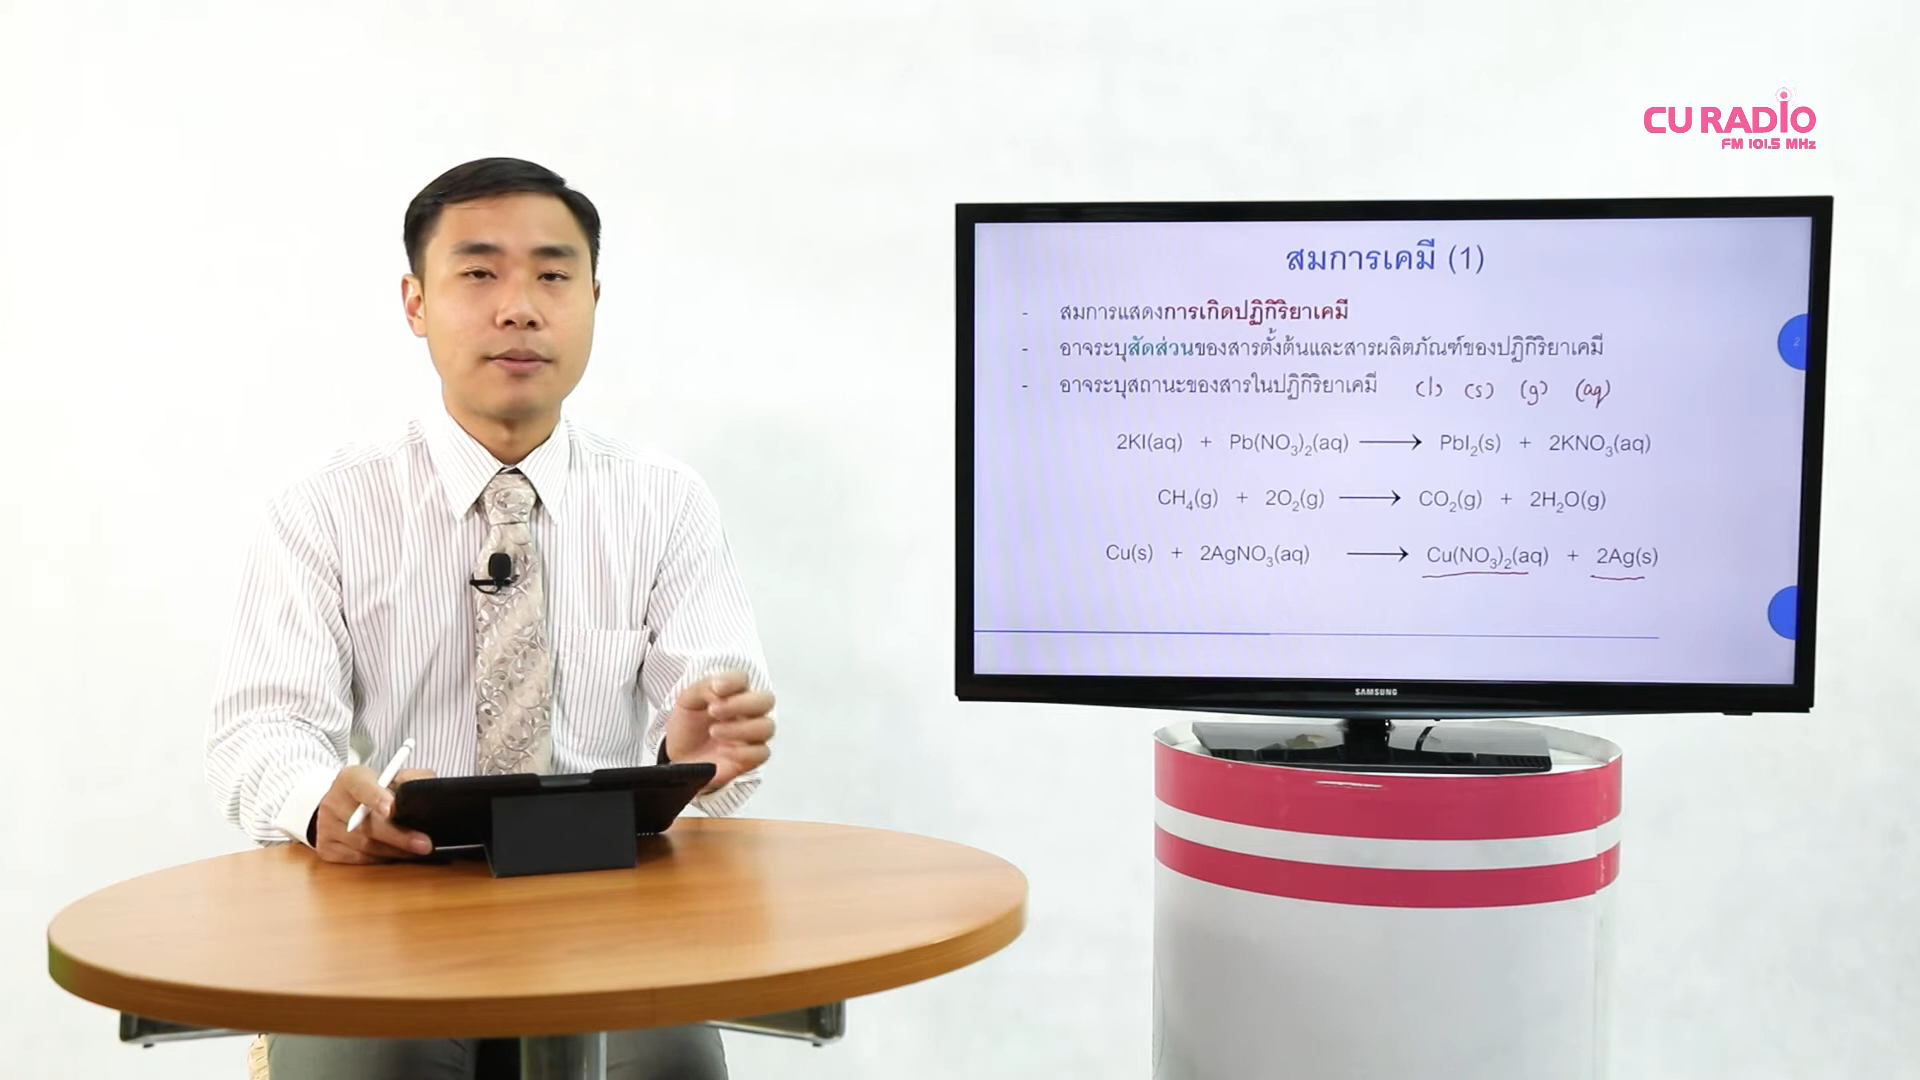 CU RADIO
FM 101.5 MHz
สมการเคมี (1)
- สมการแสดงการเกิดปฏิกิริยาเคมี
- อาจระบุสัดส่วนของสารตั้งต้นและสารผลิตภัณฑ์ของปฏิกิริยาเคมี
2
- อาจระบุสถานะของสารในปฏิกิริยาเคมี (l) (s) (g) (aq)
2KI(aq) + Pb(NO₃)₂(aq) ⟶ PbI₂(s) + 2KNO₃(aq)
CH₄(g) + 2O₂(g) ⟶ CO₂(g) + 2H₂O(g)
Cu(s) + 2AgNO₃(aq) ⟶ Cu(NO₃)₂(aq) + 2Ag(s)
SAMSUNG